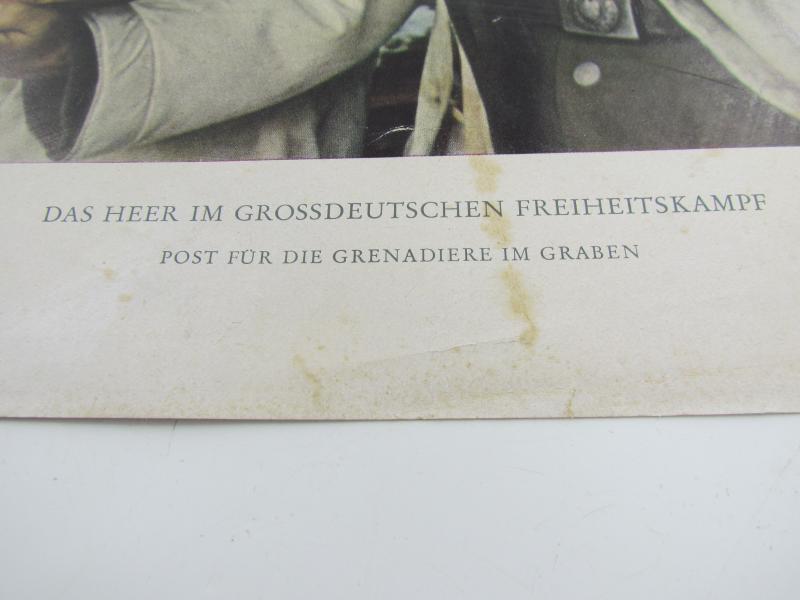 DAS HEER IM GROSSDEUTSCHEN FREIHEITSKAMPF
POST FÜR DIE GRENADIERE IM GRABEN